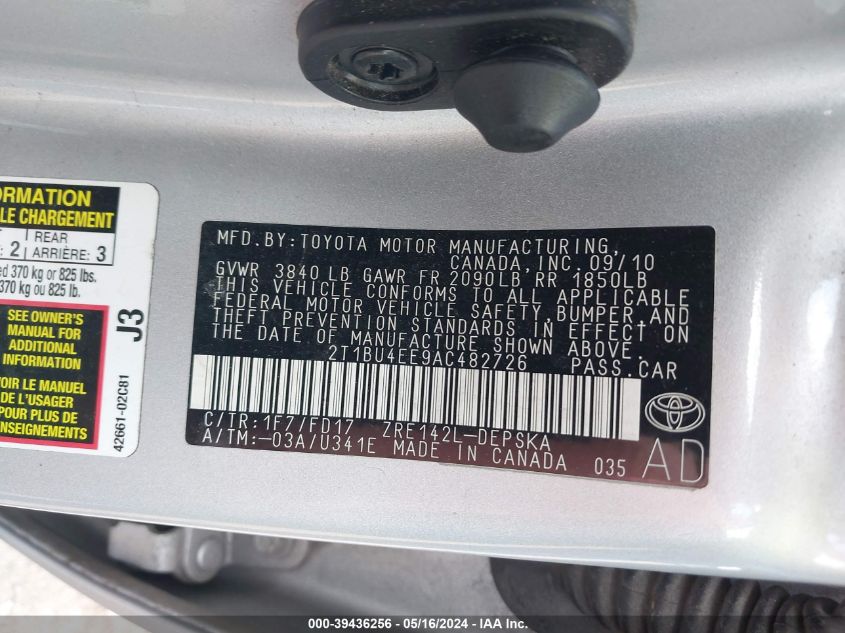 ORMATION
LE CHARGEMENT
2 REAR ARRIÈRE: 3
ed 370 kg or 825 lbs.
370 kg ou 825 lb.
SEE OWNER'S
MANUAL FOR
ADDITIONAL
INFORMATION
OIR LE MANUEL
POUR PLUS DE
ENSEIGNEMENTS
J3
42661-02C81
MFD.BY:TOYOTA MOTOR MANUFACTURING,
CANADA, INC. 09/10
GVWR 3840 LB GAWR FR 2090LB RR 1850LB
THIS VEHICLE CONFORMS TO ALL APPLICABLE
FEDERAL MOTOR VEHICLE SAFETY,BUMPER,AND
THEFT PREVENTION STANDARDS IN EFFECT ON
THE DATE OF MANUFACTURE SHOWN ABOVE.
2T1BU4EE9AC482726 PASS.CAR
C/TR:1F7/FD17 ZRE142L-DEPSKA
A/TM:-03A/U341E MADE IN CANADA 035
AD
000-39436256 - 05/16/2024 - IAA Inc.